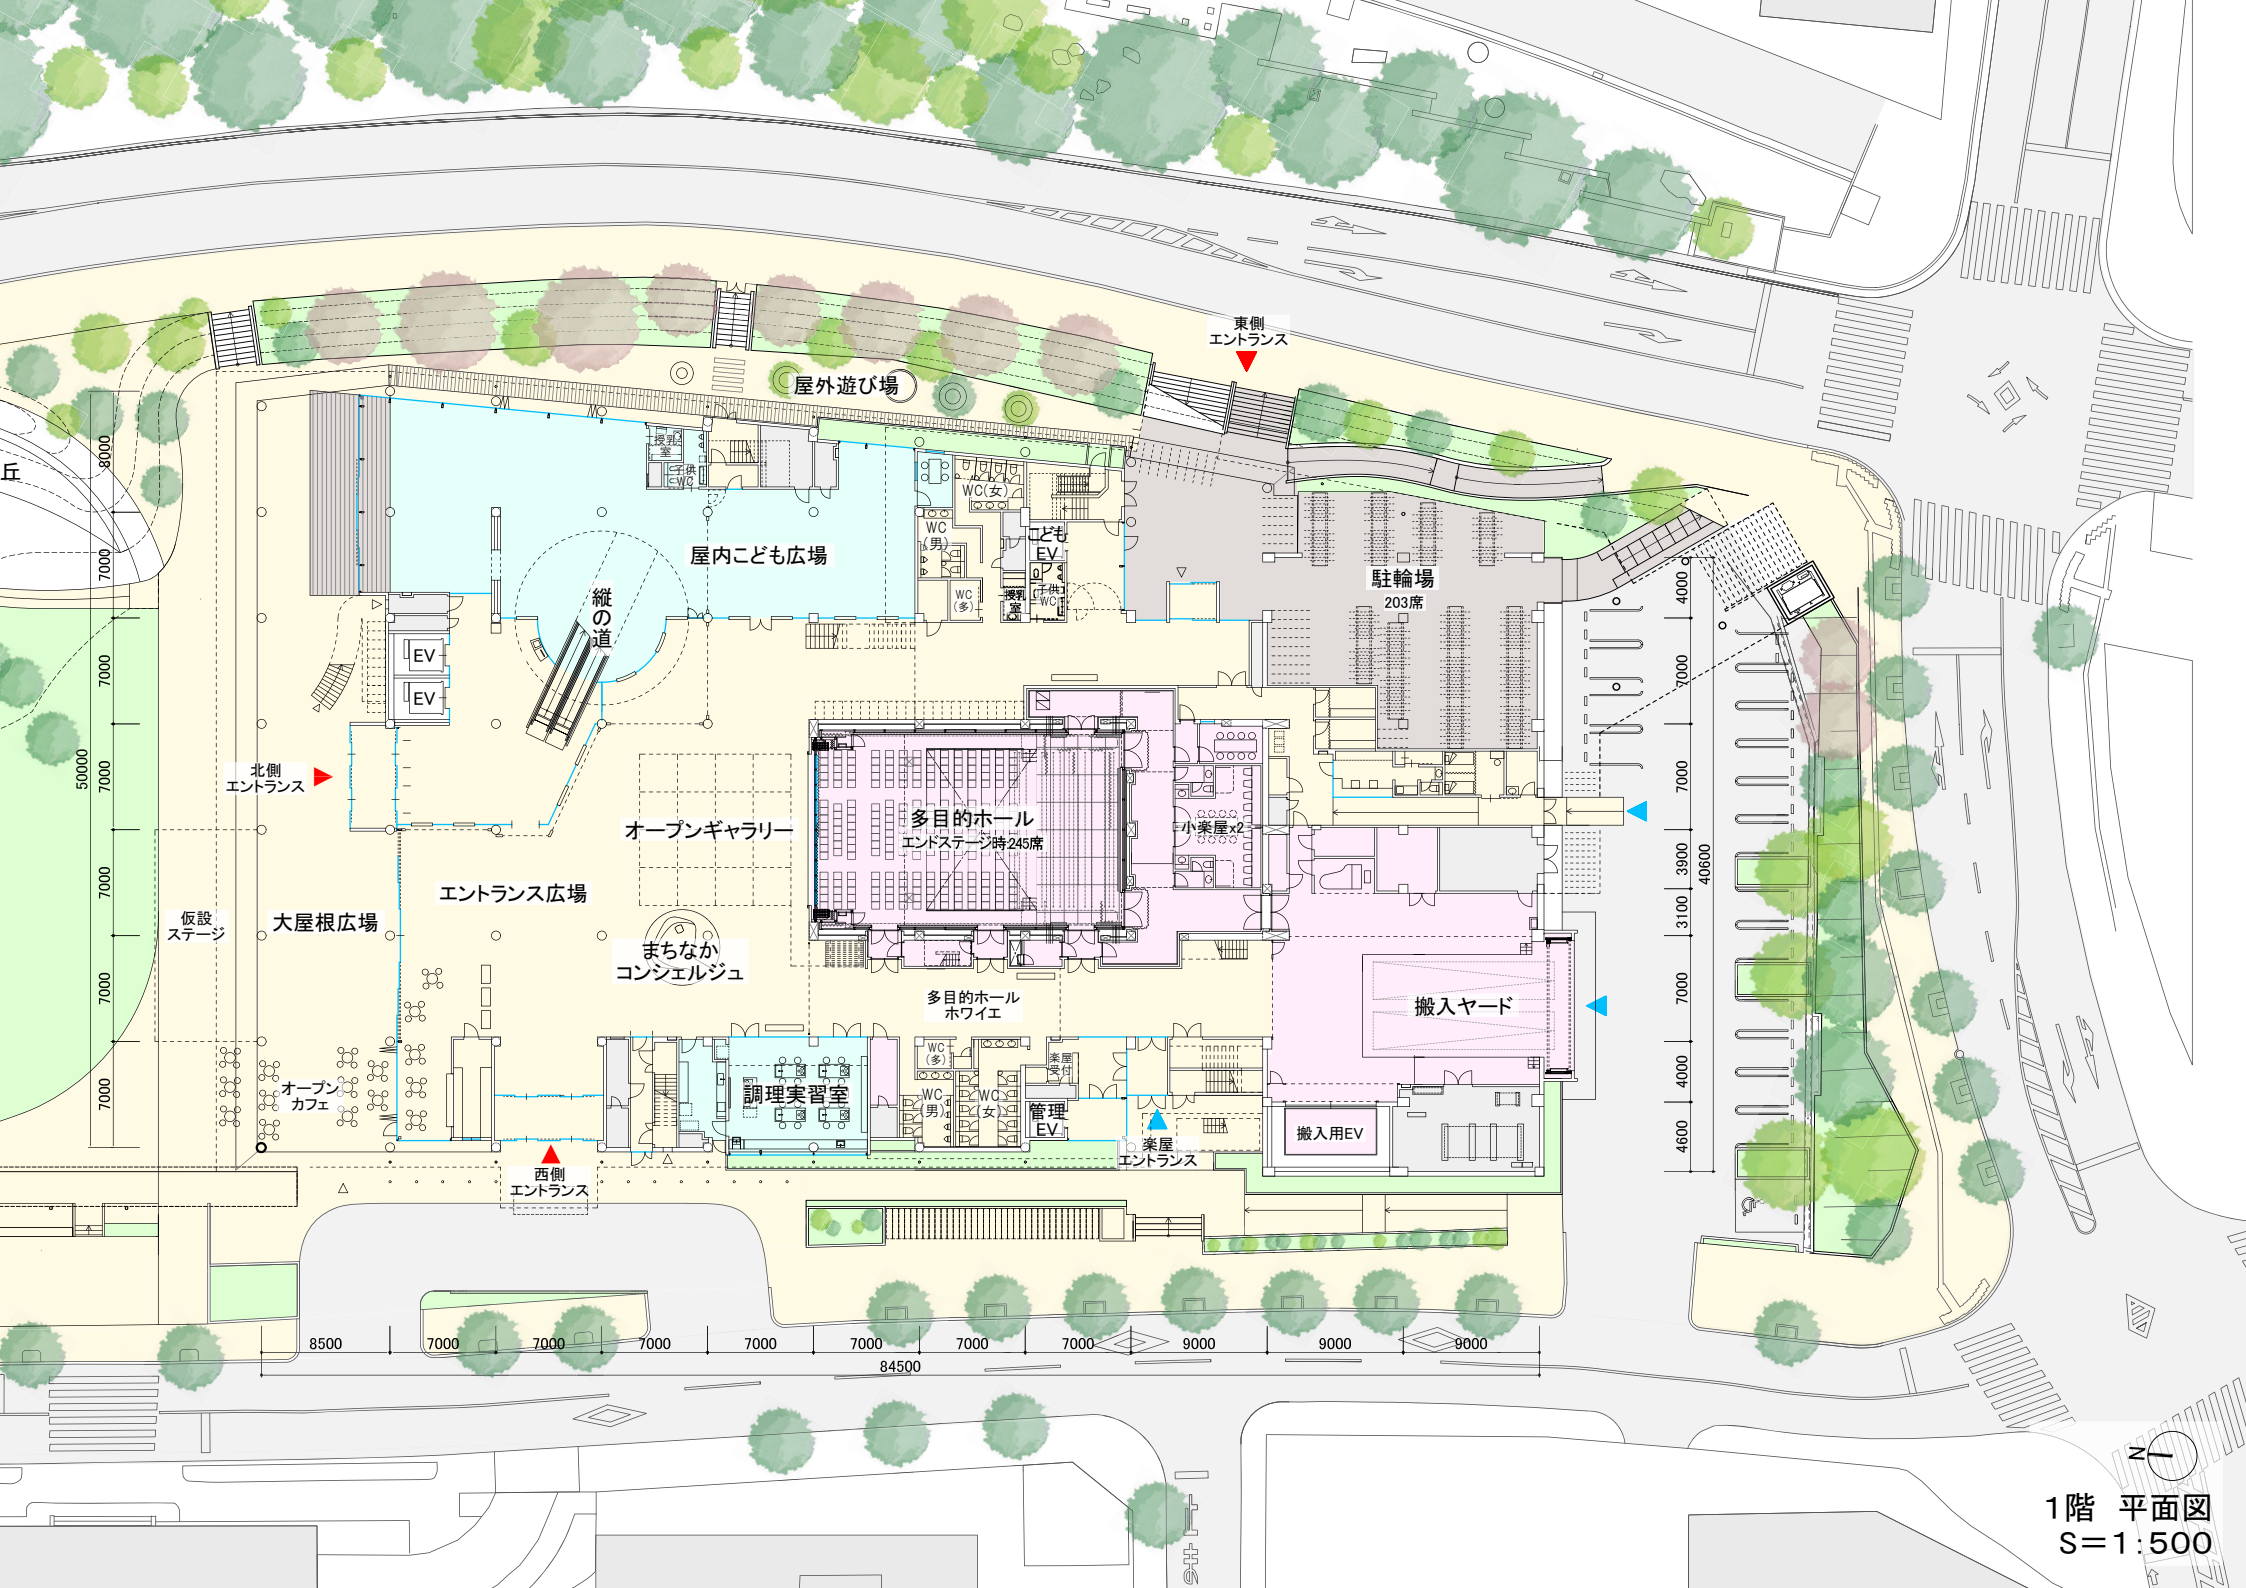 東側
エントランス
屋外遊び場
丘
8000
7000
7000
50000
7000
7000
7000
7000
授乳
室
子供
WC
WC(女)
WC
(男)
WC
(多)
こども
EV
授乳
室
子供
WC
屋内こども広場
縦の道
駐輪場
203席
EV
EV
北側
エントランス
オープンギャラリー
多目的ホール
エンドステージ時:245席
小楽屋x2
エントランス広場
大屋根広場
仮設
ステージ
まちなか
コンシェルジュ
多目的ホール
ホワイエ
搬入ヤード
オープン
カフェ
調理実習室
WC
(多)
WC
(男)
WC
(女)
楽屋
受付
管理
EV
楽屋
エントランス
搬入用EV
西側
エントランス
4000
7000
7000
3900
40600
3100
7000
4000
4600
8500
7000
7000
7000
7000
7000
7000
7000
9000
9000
9000
84500
N
1階 平面図
S=1:500